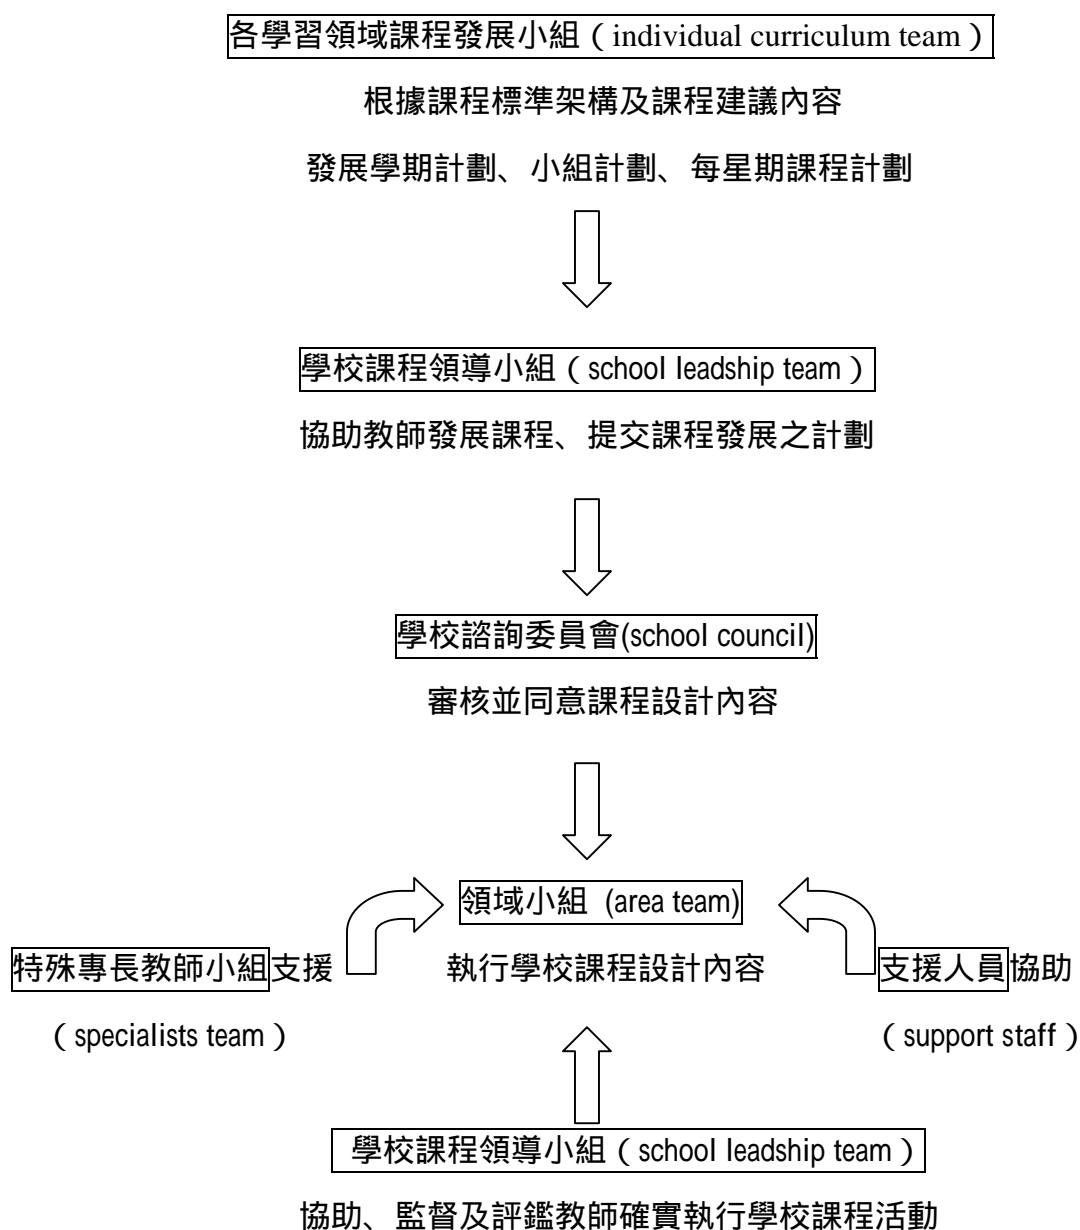 各學習領域課程發展小組（individual curriculum team）
根據課程標準架構及課程建議內容
發展學期計劃、小組計劃、每星期課程計劃
學校課程領導小組（school leadship team）
協助教師發展課程、提交課程發展之計劃
學校諮詢委員會(school council)
審核並同意課程設計內容
領域小組 (area team)
特殊專長教師小組支援
執行學校課程設計內容
支援人員協助
（specialists team）
（support staff）
學校課程領導小組（school leadship team）
協助、監督及評鑑教師確實執行學校課程活動